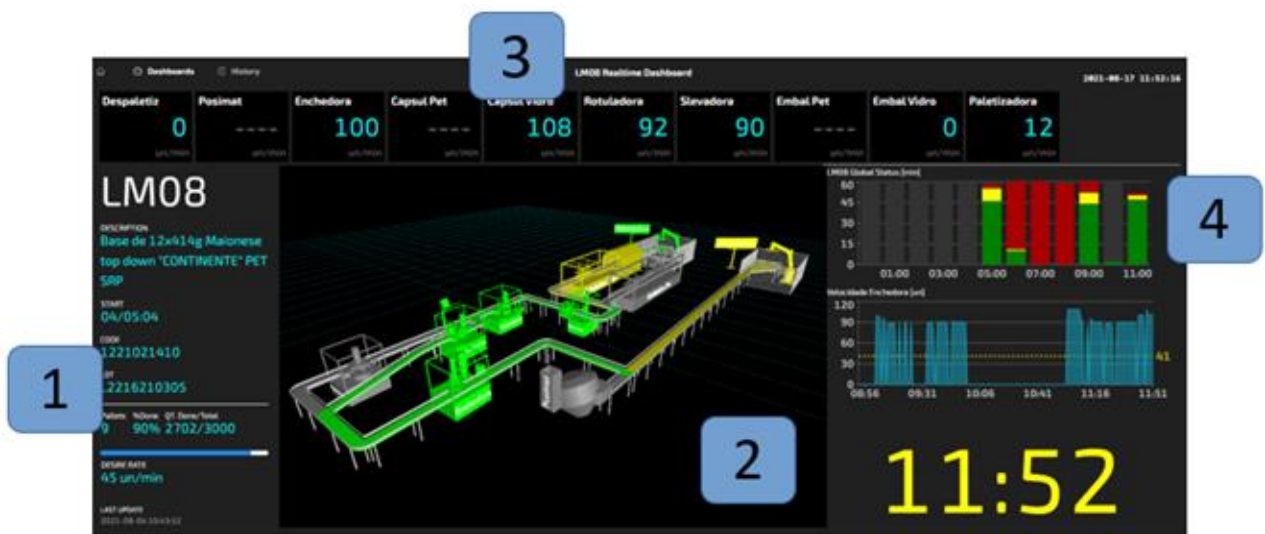 3
Dashboards History LM08 Realtime Dashboard 2021-08-17 11:52:16
Despaletiz Posimat Enchedora Capsul Pet Capsul Vidro Rotuladora Slevadora Embal Pet Embal Vidro Paletizadora
0 ---- 100 ---- 108 92 90 ---- 0 12
LM08
DESCRIPTION
Base de 12x414g Maionese
top down "CONTINENTE" PET
SRP
START
04/05:04
CODE
1221021410
12216210305
1
Pallets %Done QT. Done/Total
9 90% 2702/3000
DESIRE RATE
45 un/min
LAST UPDATE
2
LM08 Global Status [min]
60
45
30
15
0
01:00 03:00 05:00 07:00 09:00 11:00
4
Velocidade Enchedora [un]
120
90
60
30
0
41
08:56 09:31 10:06 10:41 11:16 11:51
11:52